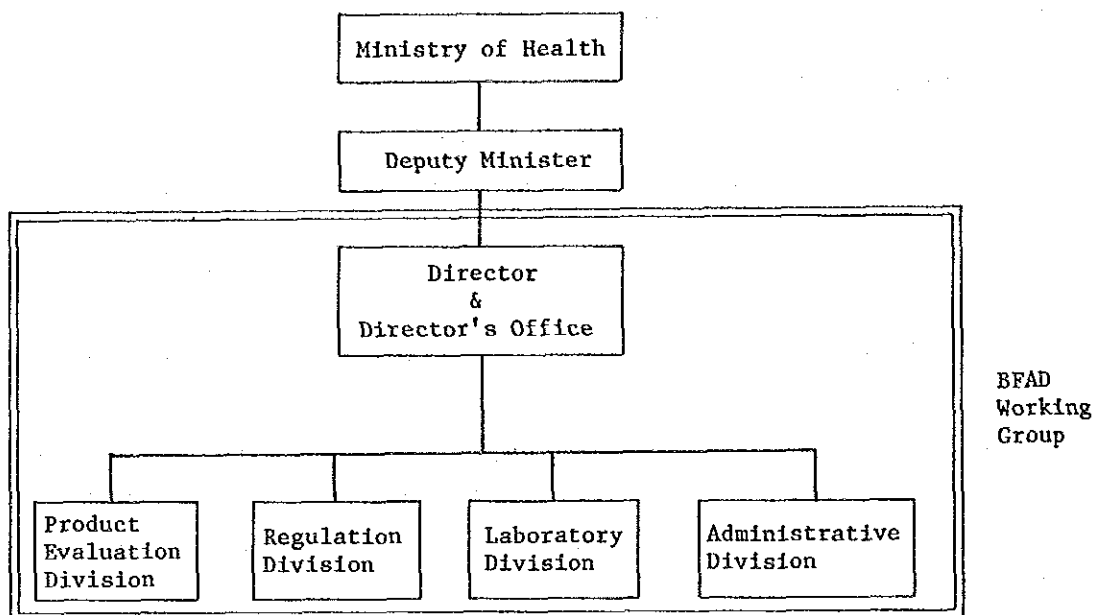 Ministry of Health
Deputy Minister
Director
&
Director's Office
BFAD
Working
Group
Product
Evaluation
Division
Regulation
Division
Laboratory
Division
Administrative
Division